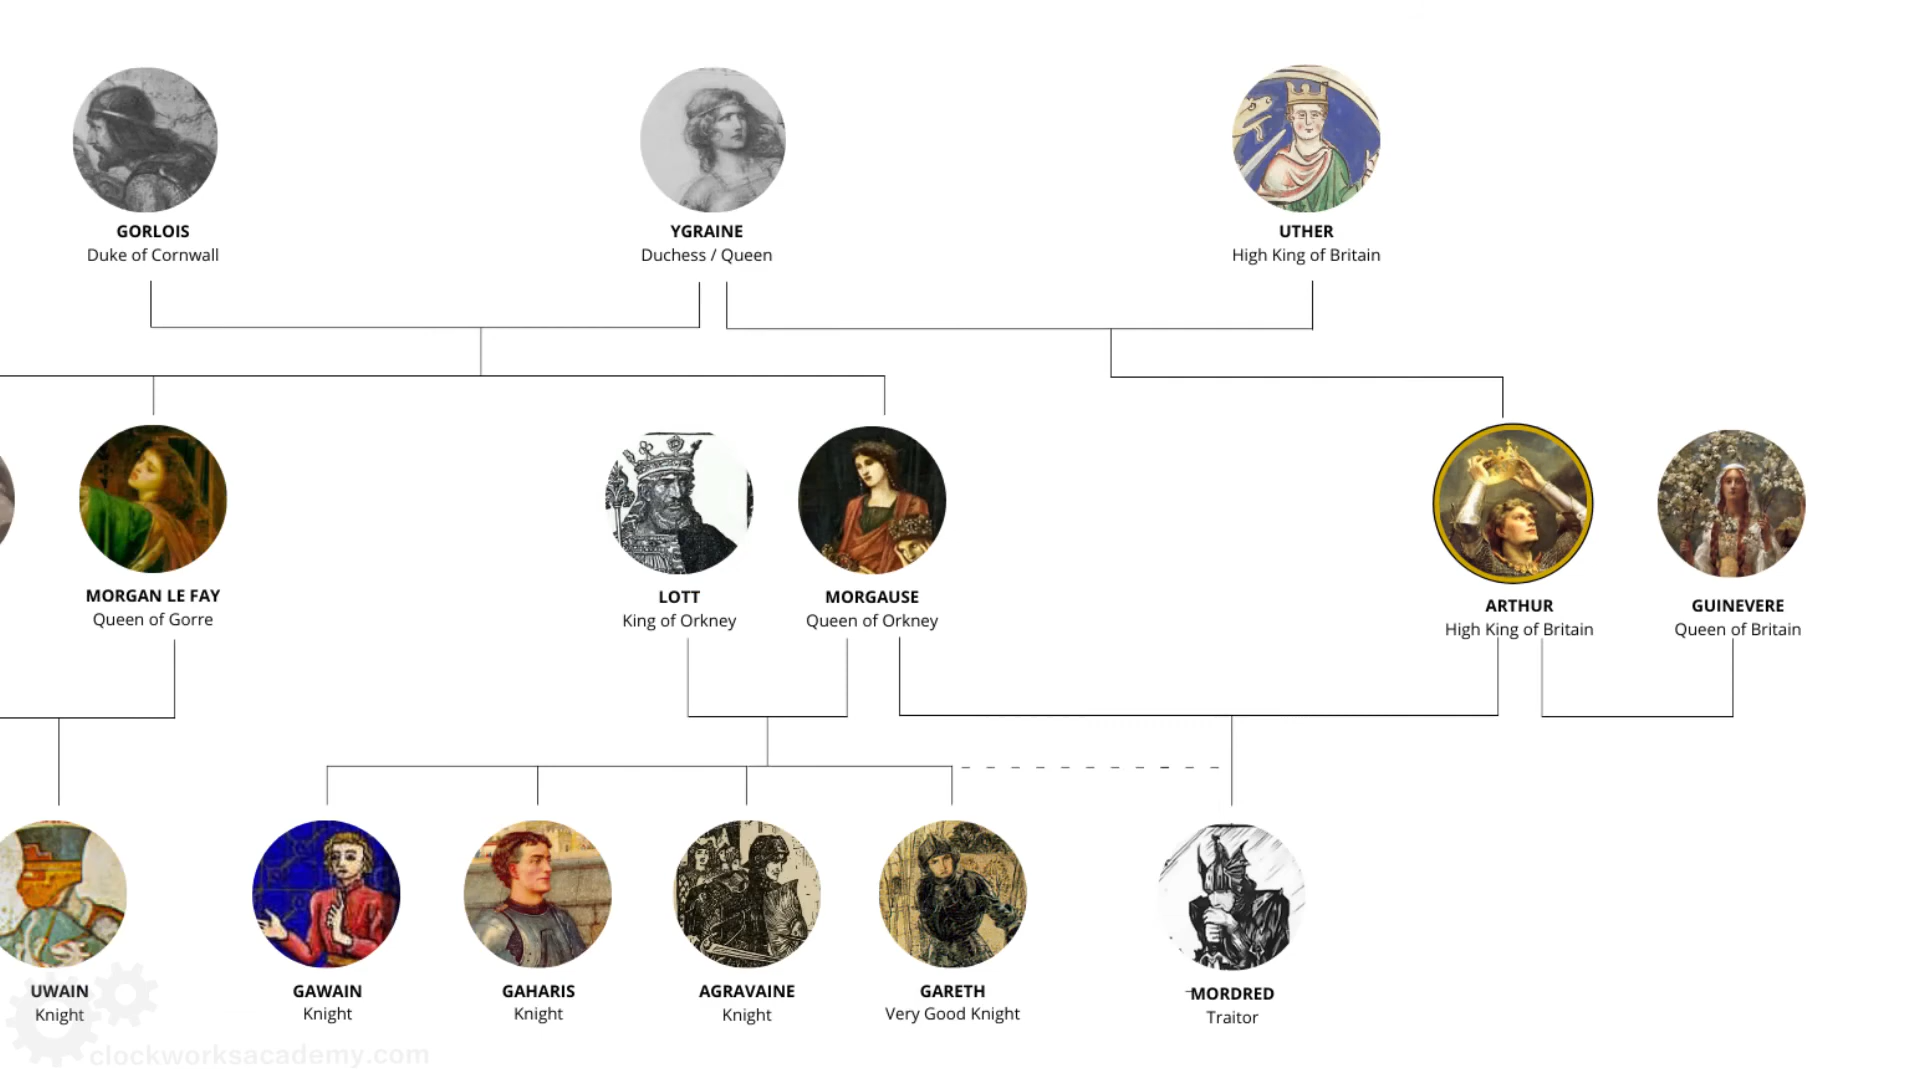 GORLOIS
Duke of Cornwall
YGRAINE
Duchess / Queen
UTHER
High King of Britain
MORGAN LE FAY
Queen of Gorre
LOTT
King of Orkney
MORGAUSE
Queen of Orkney
ARTHUR
High King of Britain
GUINEVERE
Queen of Britain
UWAIN
Knight
GAWAIN
Knight
GAHARIS
Knight
AGRAVAINE
Knight
GARETH
Very Good Knight
MORDRED
Traitor
clockworksacademy.com